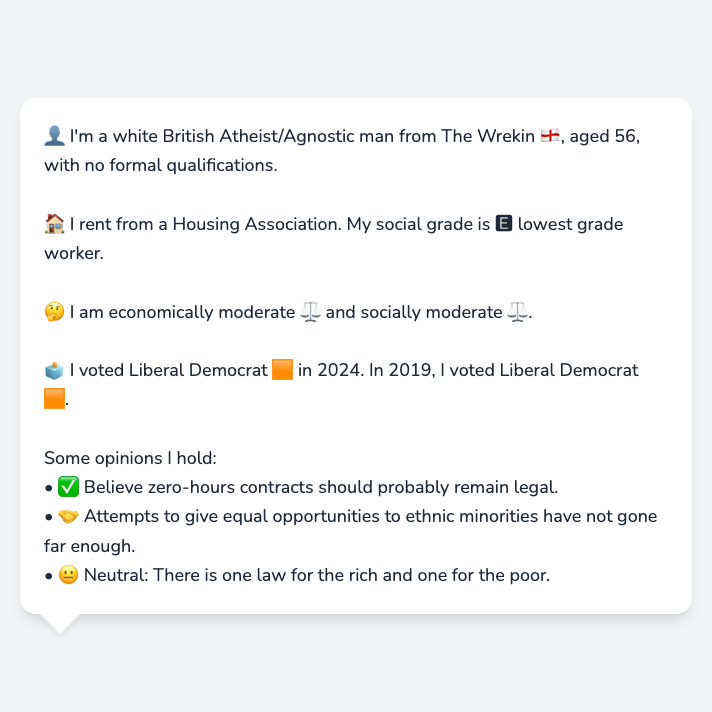 👤 I'm a white British Atheist/Agnostic man from The Wrekin 🏴󠁧󠁢󠁥󠁮󠁧󠁿, aged 56,
with no formal qualifications.
🏠 I rent from a Housing Association. My social grade is 🅴 lowest grade
worker.
🤔 I am economically moderate ⚖️ and socially moderate ⚖️.
🗳️ I voted Liberal Democrat 🟧 in 2024. In 2019, I voted Liberal Democrat
🟧.
Some opinions I hold:
• ✅ Believe zero-hours contracts should probably remain legal.
• 🤝 Attempts to give equal opportunities to ethnic minorities have not gone
far enough.
• 😐 Neutral: There is one law for the rich and one for the poor.